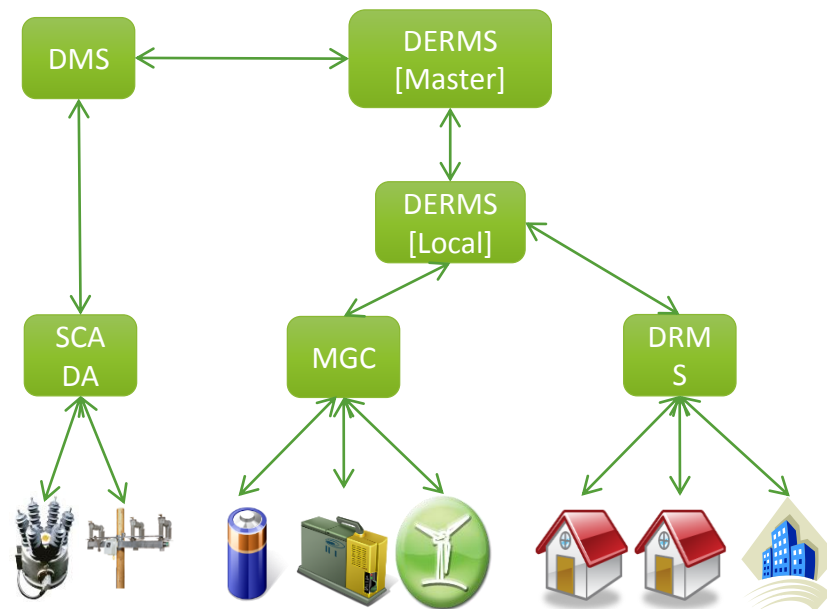 DMS
DERMS
[Master]
DERMS
[Local]
SCA
DA
MGC
DRM
S